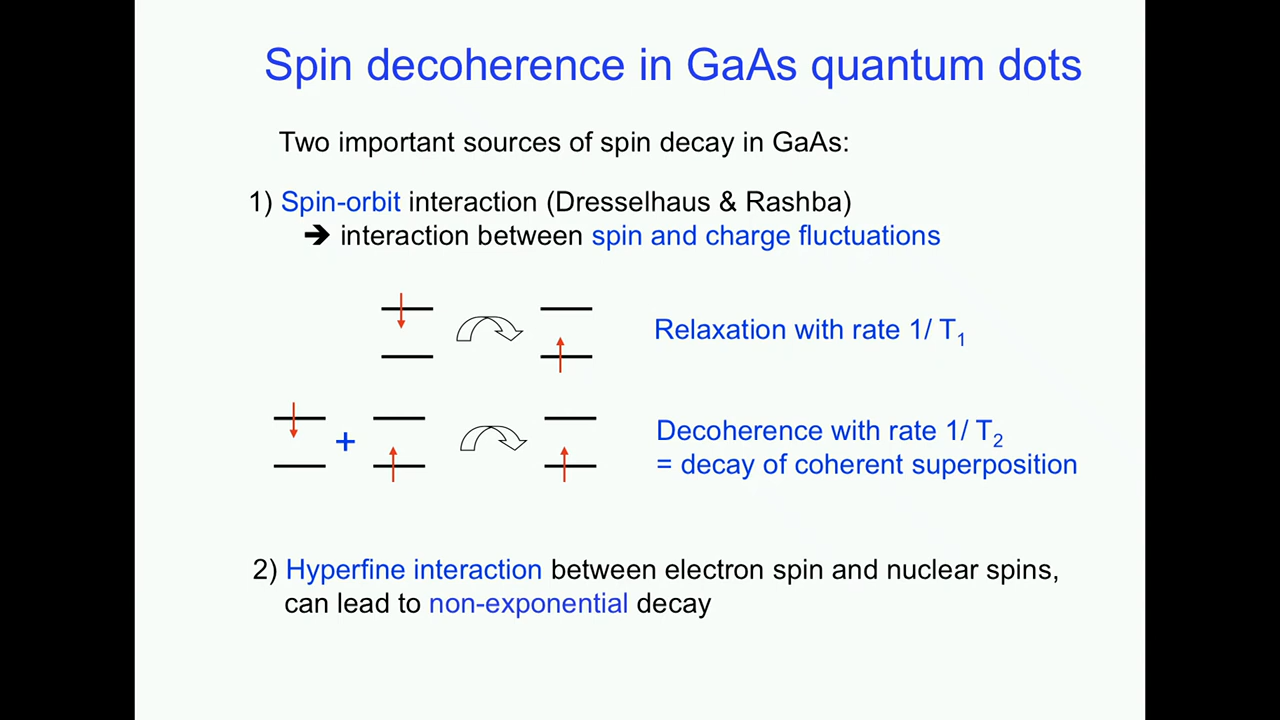 Spin decoherence in GaAs quantum dots
Two important sources of spin decay in GaAs:
1) Spin-orbit interaction (Dresselhaus & Rashba)
➔ interaction between spin and charge fluctuations
Relaxation with rate 1/ T₁
+
Decoherence with rate 1/ T₂
= decay of coherent superposition
2) Hyperfine interaction between electron spin and nuclear spins,
can lead to non-exponential decay